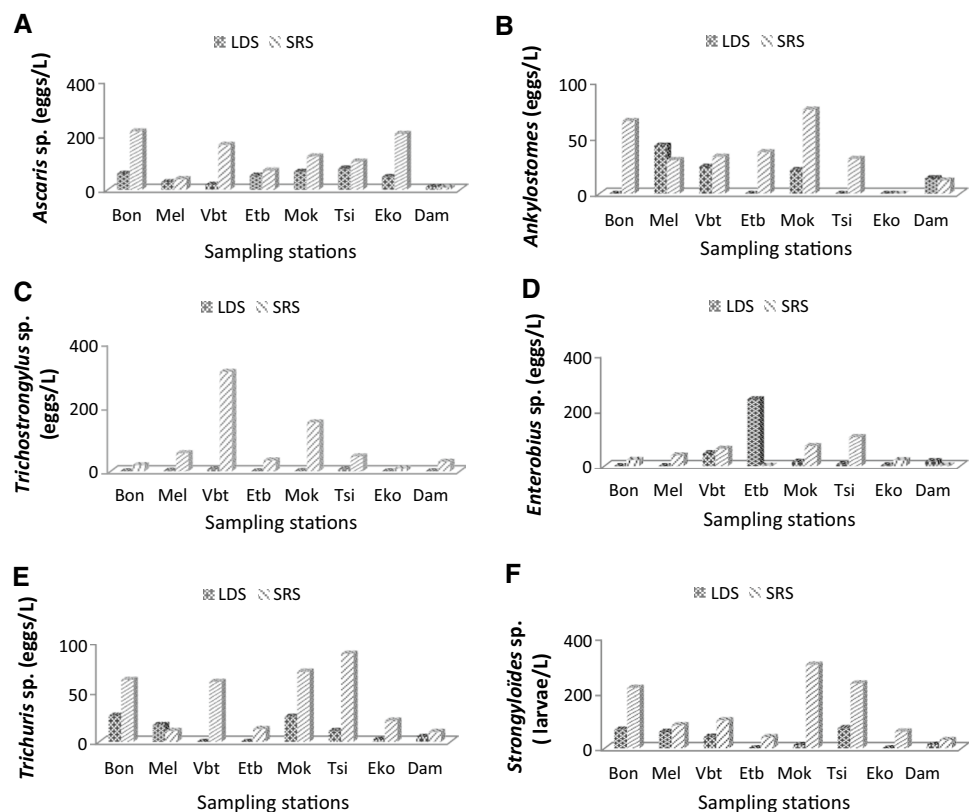 A
LDS SRS
Ascaris sp. (eggs/L)
400
200
0
Bon Mel Vbt Etb Mok Tsi Eko Dam
Sampling stations
B
LDS SRS
Ankylostomes (eggs/L)
100
50
0
Bon Mel Vbt Etb Mok Tsi Eko Dam
Sampling stations
C
LDS SRS
Trichostrongylus sp.
(eggs/L)
400
200
0
Bon Mel Vbt Etb Mok Tsi Eko Dam
Sampling stations
D
LDS SRS
Enterobius sp. (eggs/L)
400
200
0
Bon Mel Vbt Etb Mok Tsi Eko Dam
Sampling stations
E
LDS SRS
Trichuris sp. (eggs/L)
100
50
0
Bon Mel Vbt Etb Mok Tsi Eko Dam
Sampling stations
F
LDS SRS
Strongyloïdes sp.
( larvae/L)
400
200
0
Bon Mel Vbt Etb Mok Tsi Eko Dam
Sampling stations